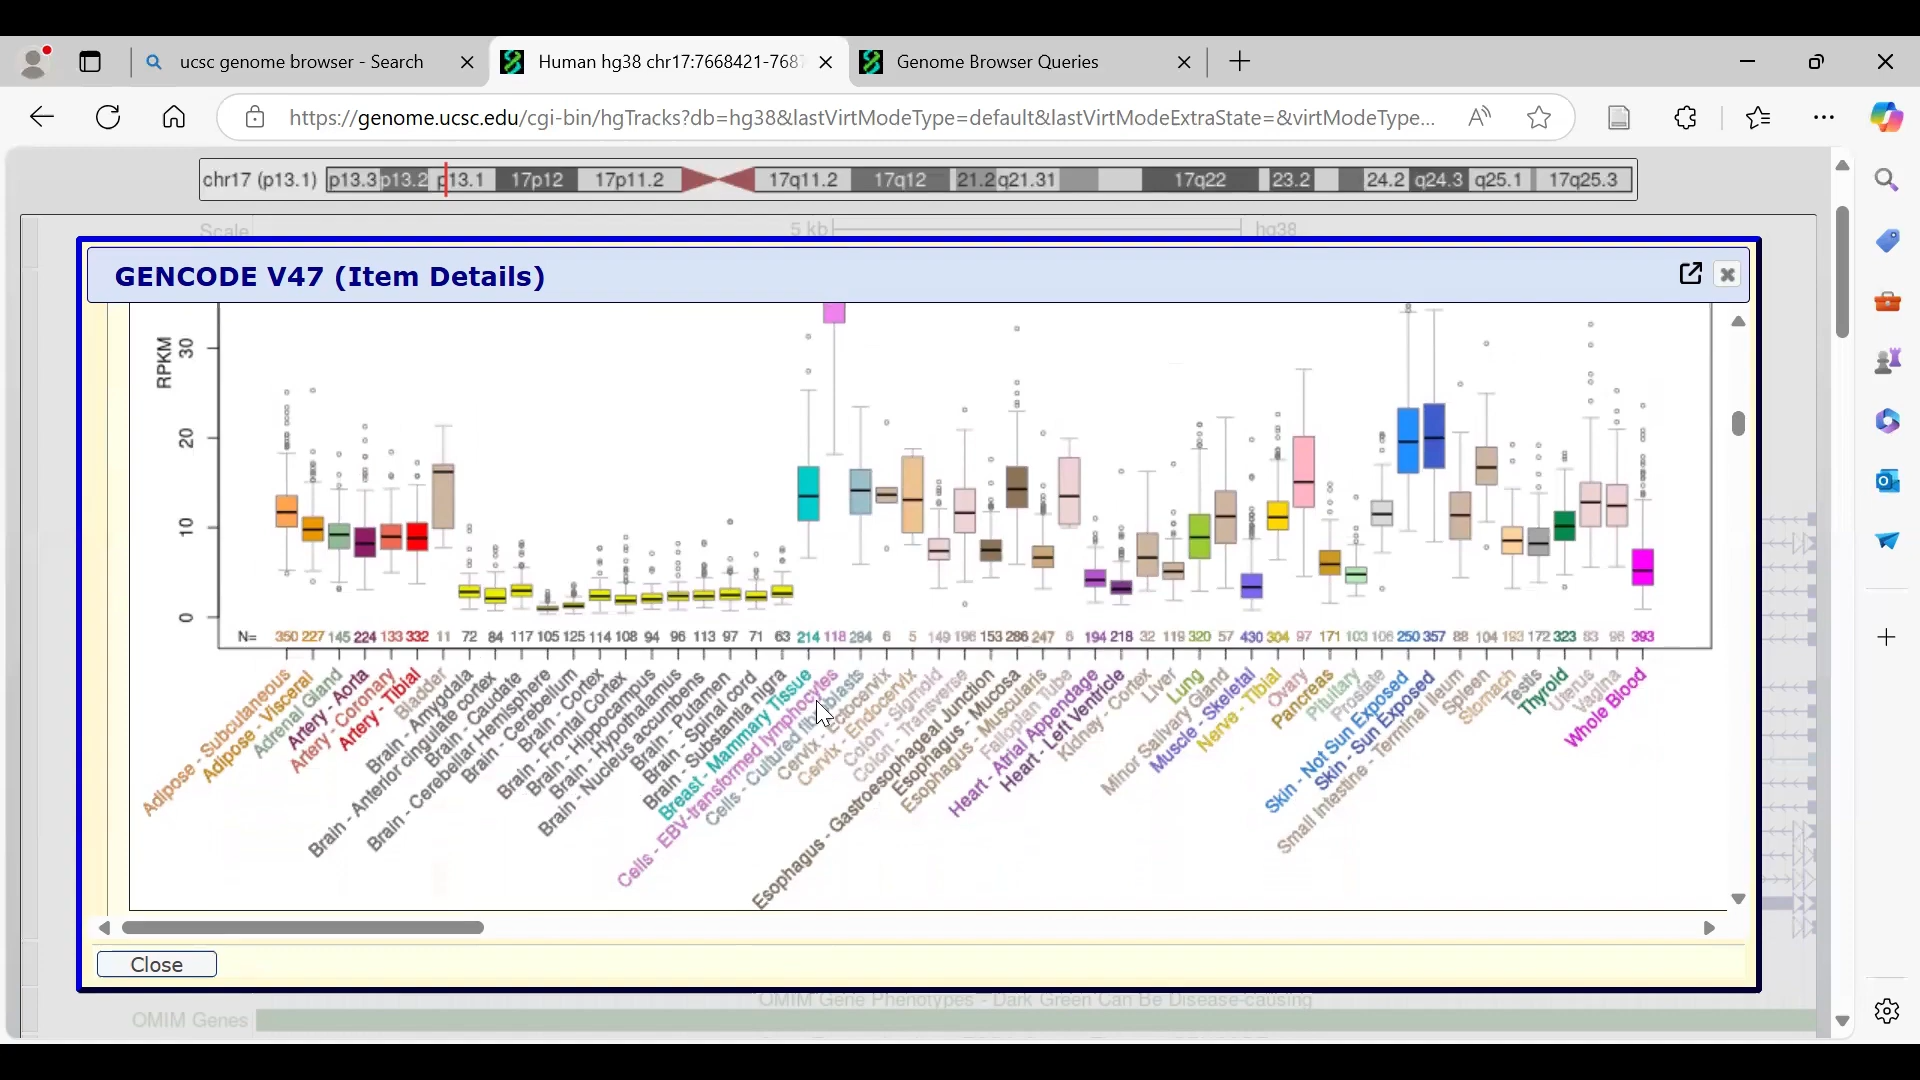 ucsc genome browser - Search
Human hg38 chr17:7668421-7687
Genome Browser Queries
https://genome.ucsc.edu/cgi-bin/hgTracks?db=hg38&lastVirtModeType=default&lastVirtModeExtraState=&virtModeType...
chr17 (p13.1)
p13.3
p13.2
p13.1
17p12
17p11.2
17q11.2
17q12
21.2
q21.31
17q22
23.2
24.2
q24.3
q25.1
17q25.3
Scale
5 kb
hg38
GENCODE V47 (Item Details)
RPKM
30
20
10
0
N= 350 227 145 224 133 332 11 72 84 117 105 125 114 108 94 96 113 97 71 63 214 118 284 6 5 149 196 153 286 247 6 194 218 32 119 320 57 430 304 97 171 103 106 250 357 88 104 193 172 323 83 96 393
Adipose - Subcutaneous
Adipose - Visceral
Adrenal Gland
Artery - Aorta
Artery - Coronary
Artery - Tibial
Bladder
Brain - Amygdala
Brain - Anterior cingulate cortex
Brain - Caudate
Brain - Cerebellar Hemisphere
Brain - Cerebellum
Brain - Cortex
Brain - Frontal Cortex
Brain - Hippocampus
Brain - Hypothalamus
Brain - Nucleus accumbens
Brain - Putamen
Brain - Spinal cord
Brain - Substantia nigra
Breast - Mammary Tissue
Cells - EBV-transformed lymphocytes
Cells - Cultured fibroblasts
Cervix - Ectocervix
Cervix - Endocervix
Colon - Sigmoid
Colon - Transverse
Esophagus - Gastroesophageal Junction
Esophagus - Mucosa
Esophagus - Muscularis
Fallopian Tube
Heart - Atrial Appendage
Heart - Left Ventricle
Kidney - Cortex
Liver
Lung
Minor Salivary Gland
Muscle - Skeletal
Nerve - Tibial
Ovary
Pancreas
Pituitary
Prostate
Skin - Not Sun Exposed
Skin - Sun Exposed
Small Intestine - Terminal Ileum
Spleen
Stomach
Testis
Thyroid
Uterus
Vagina
Whole Blood
Close
OMIM Gene Phenotypes - Dark Green Can Be Disease-causing
OMIM Genes